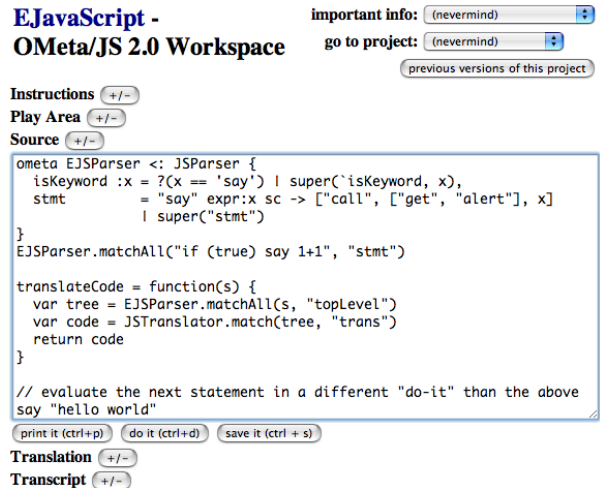 EJavaScript -
OMeta/JS 2.0 Workspace
important info: (nevermind)
go to project: (nevermind)
previous versions of this project
Instructions +/-
Play Area +/-
Source +/-
ometa EJSParser <: JSParser {
  isKeyword :x = ?(x == 'say') | super(`isKeyword, x),
  stmt         = "say" expr:x sc -> ["call", ["get", "alert"], x]
               | super("stmt")
}
EJSParser.matchAll("if (true) say 1+1", "stmt")

translateCode = function(s) {
  var tree = EJSParser.matchAll(s, "topLevel")
  var code = JSTranslator.match(tree, "trans")
  return code
}

// evaluate the next statement in a different "do-it" than the above
say "hello world"
print it (ctrl+p) do it (ctrl+d) save it (ctrl + s)
Translation +/-
Transcript +/-